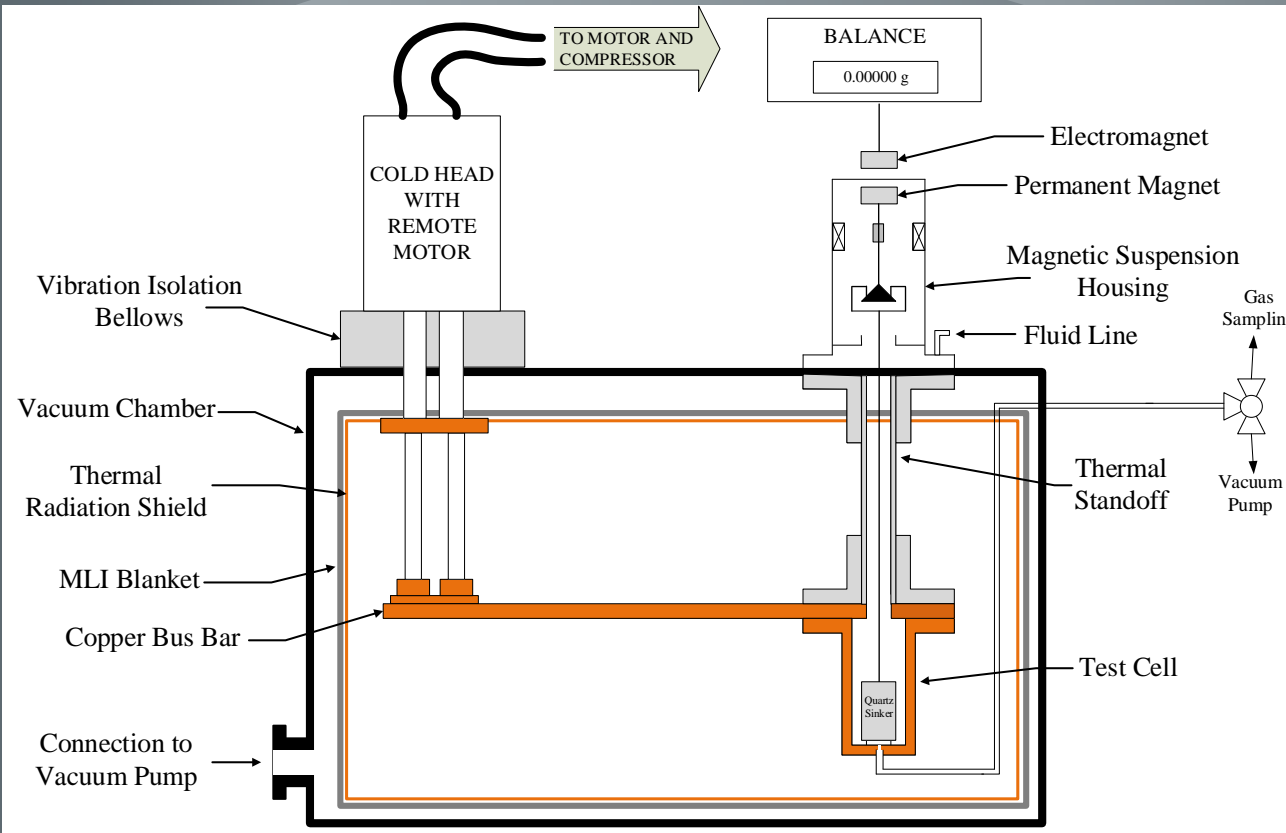 TO MOTOR AND
COMPRESSOR
BALANCE
0.00000 g
COLD HEAD
WITH
REMOTE
MOTOR
Electromagnet
Permanent Magnet
Vibration Isolation
Bellows
Magnetic Suspension
Housing
Gas
Samplin
Fluid Line
Vacuum Chamber
Thermal
Radiation Shield
Thermal
Standoff
Vacuum
Pump
MLI Blanket
Copper Bus Bar
Test Cell
Quartz
Sinker
Connection to
Vacuum Pump